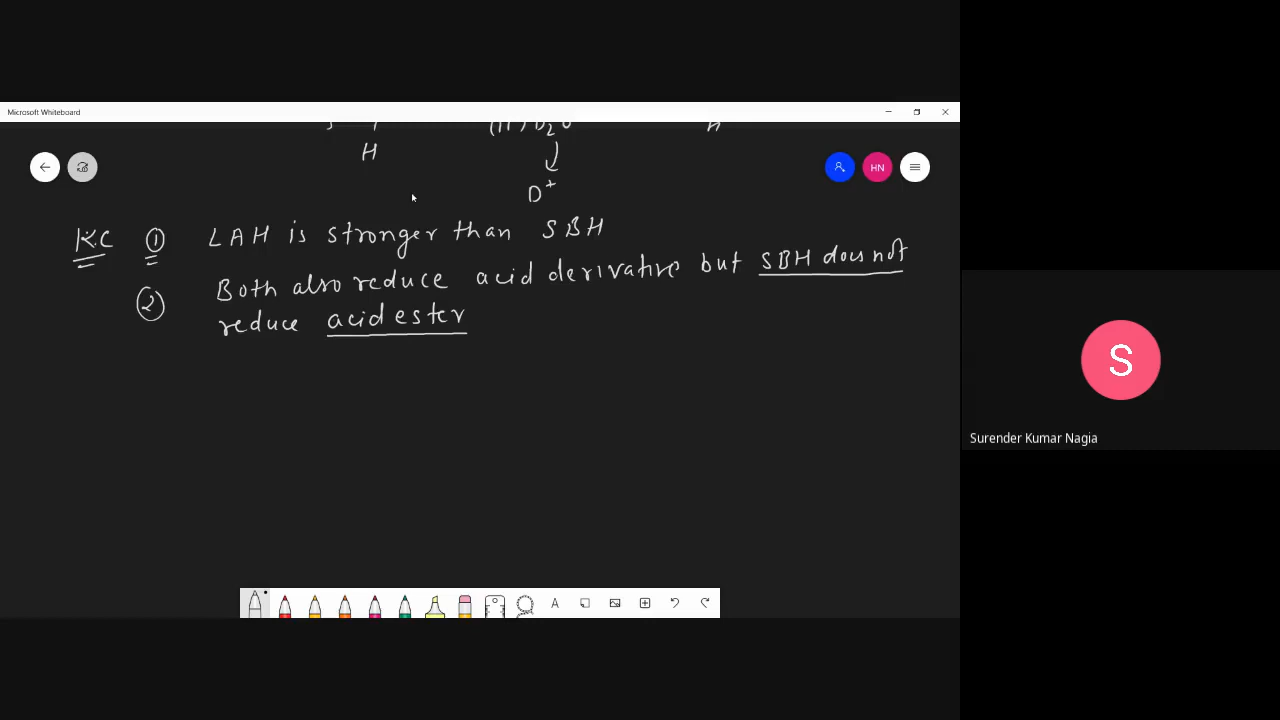 Microsoft Whiteboard
H
D+
HN
KC ① LAH is stronger than SBH
② Both also reduce acid derivative but SBH does not
reduce acid ester
S
Surender Kumar Nagia
A